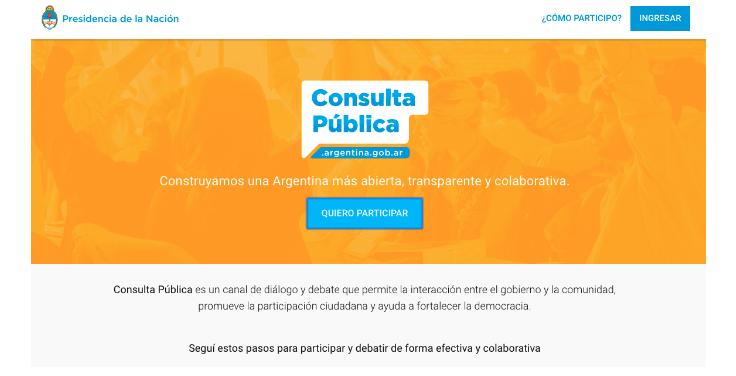 Presidencia de la Nación
¿CÓMO PARTICIPO?
INGRESAR
Consulta
Pública
.argentina.gob.ar
Construyamos una Argentina más abierta, transparente y colaborativa.
QUIERO PARTICIPAR
Consulta Pública es un canal de diálogo y debate que permite la interacción entre el gobierno y la comunidad,
promueve la participación ciudadana y ayuda a fortalecer la democracia.
Seguí estos pasos para participar y debatir de forma efectiva y colaborativa